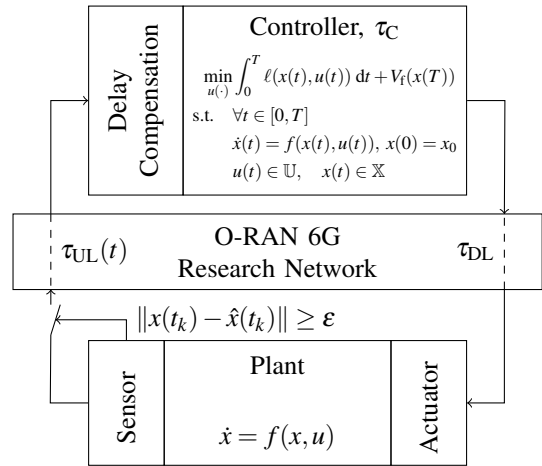 Delay
Compensation
Controller, τ_C
min_{u(·)} ∫_0^T ℓ(x(t), u(t)) dt + V_f(x(T))
s.t. ∀t ∈ [0, T]
ẋ(t) = f(x(t), u(t)), x(0) = x_0
u(t) ∈ 𝕌, x(t) ∈ 𝕏
τ_UL(t)
O-RAN 6G
Research Network
τ_DL
‖x(t_k) − x̂(t_k)‖ ≥ ε
Sensor
Plant
ẋ = f(x, u)
Actuator